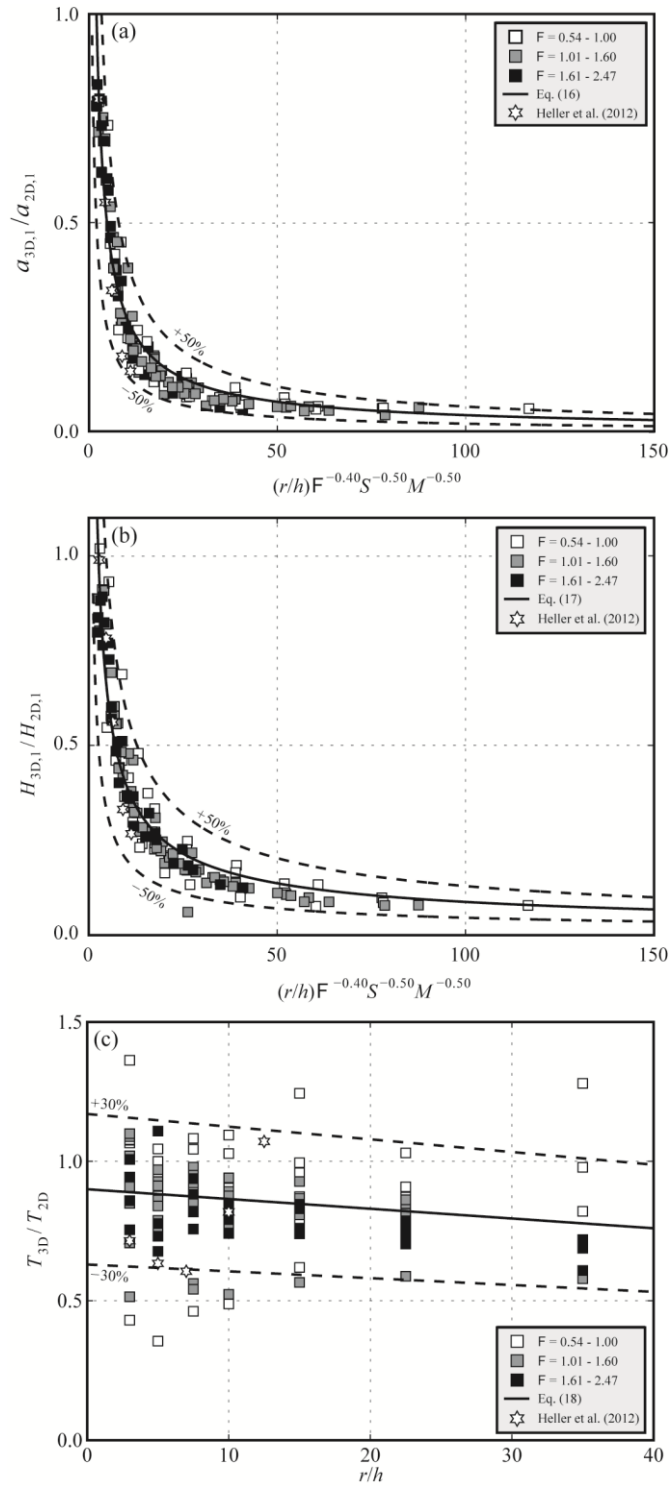 (a)
1.0
0.5
0.0
a3D,1/a2D,1
F = 0.54 - 1.00
F = 1.01 - 1.60
F = 1.61 - 2.47
Eq. (16)
Heller et al. (2012)
+50%
−50%
0 50 100 150
(r/h)F^−0.40 S^−0.50 M^−0.50
(b)
1.0
0.5
0.0
H3D,1/H2D,1
F = 0.54 - 1.00
F = 1.01 - 1.60
F = 1.61 - 2.47
Eq. (17)
Heller et al. (2012)
+50%
−50%
0 50 100 150
(r/h)F^−0.40 S^−0.50 M^−0.50
(c)
1.5
1.0
0.5
0.0
T3D/T2D
+30%
−30%
F = 0.54 - 1.00
F = 1.01 - 1.60
F = 1.61 - 2.47
Eq. (18)
Heller et al. (2012)
0 10 20 30 40
r/h